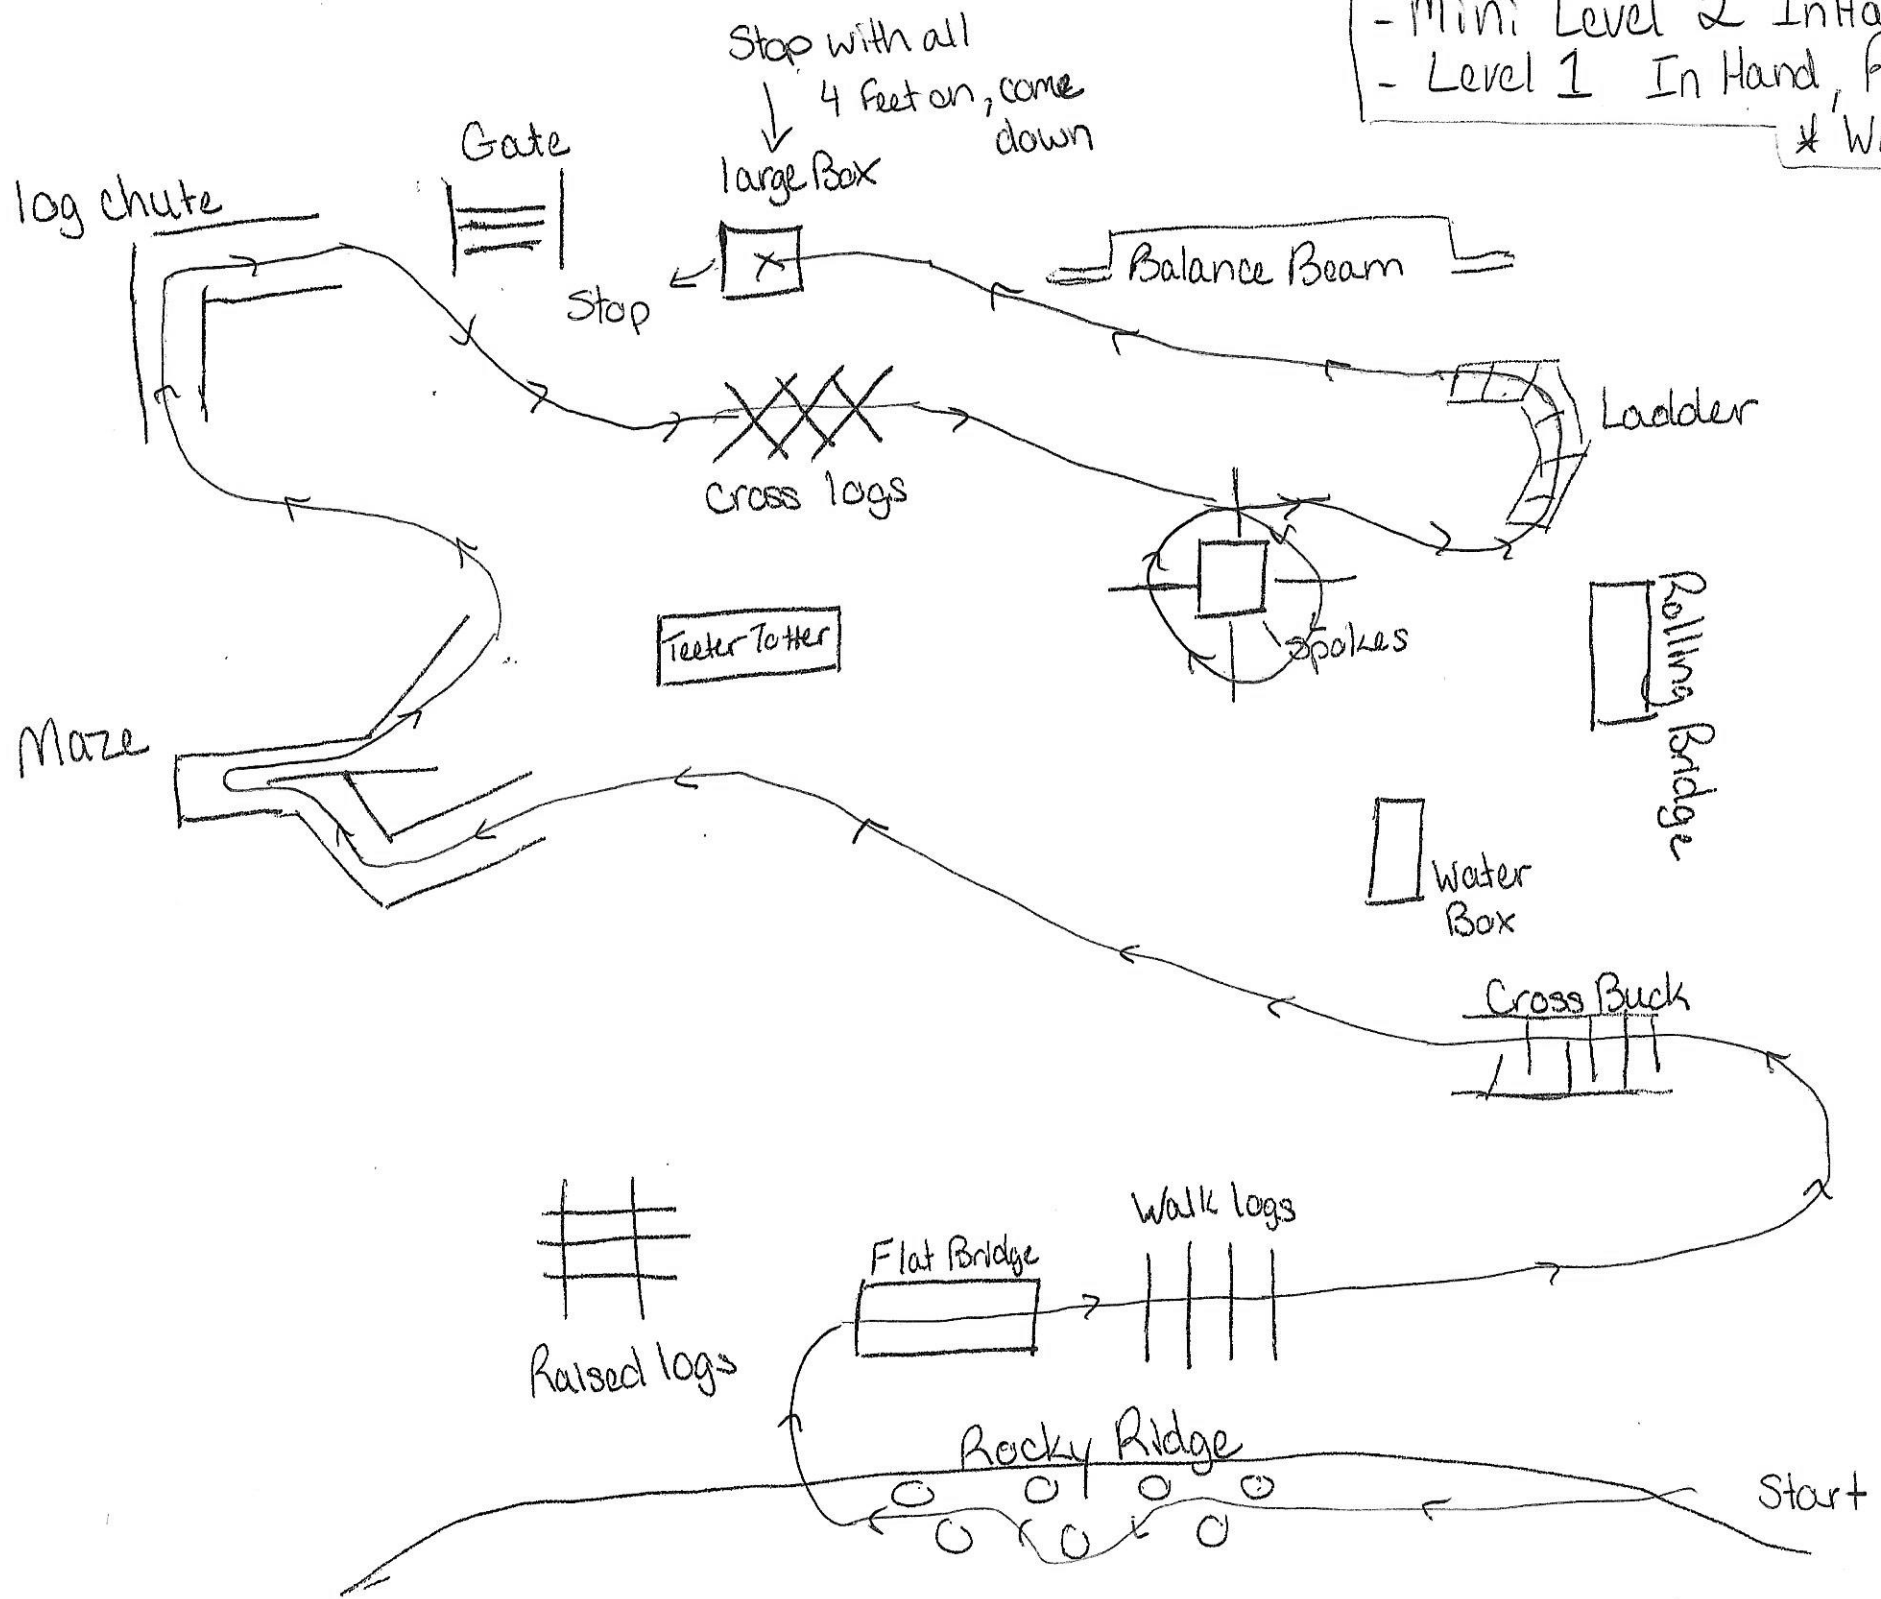 - Mini Level 2 InHa
- Level 1 In Hand,
*
Stop with all
4 feet on, come
down
large Box
Gate
log chute
Stop
Balance Beam
Ladder
Cross logs
Spokes
Teeter Totter
Rolling Bridge
Maze
Water
Box
Cross Buck
Walk logs
Flat Bridge
Raised logs
Rocky Ridge
Start